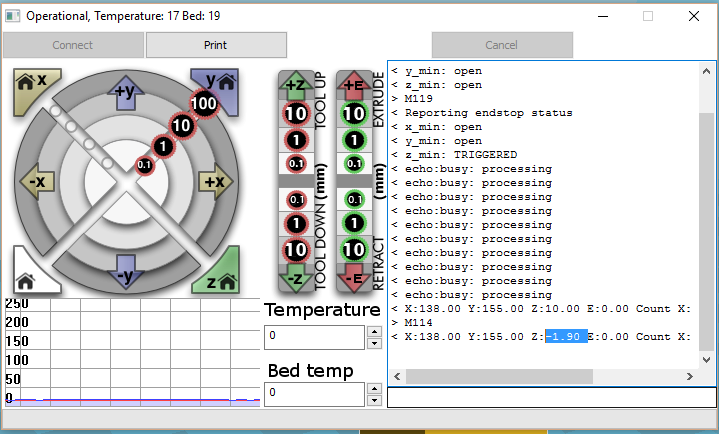 Operational, Temperature: 17 Bed: 19
Connect
Print
Cancel
x
+y
y
100
10
1
0.1
-x
+x
-y
z
+Z
10
1
0.1
0.1
1
10
-Z
TOOL UP
(mm)
TOOL DOWN
+E
10
1
0.1
0.1
1
10
-E
EXTRUDE
(mm)
RETRACT
< y_min: open
< z_min: open
> M119
< Reporting endstop status
< x_min: open
< y_min: open
< z_min: TRIGGERED
< echo:busy: processing
< echo:busy: processing
< echo:busy: processing
< echo:busy: processing
< echo:busy: processing
< echo:busy: processing
< echo:busy: processing
< echo:busy: processing
< echo:busy: processing
< echo:busy: processing
< X:138.00 Y:155.00 Z:10.00 E:0.00 Count X:
> M114
< X:138.00 Y:155.00 Z:-1.90 E:0.00 Count X:
250
200
150
100
50
0
Temperature
0
Bed temp
0